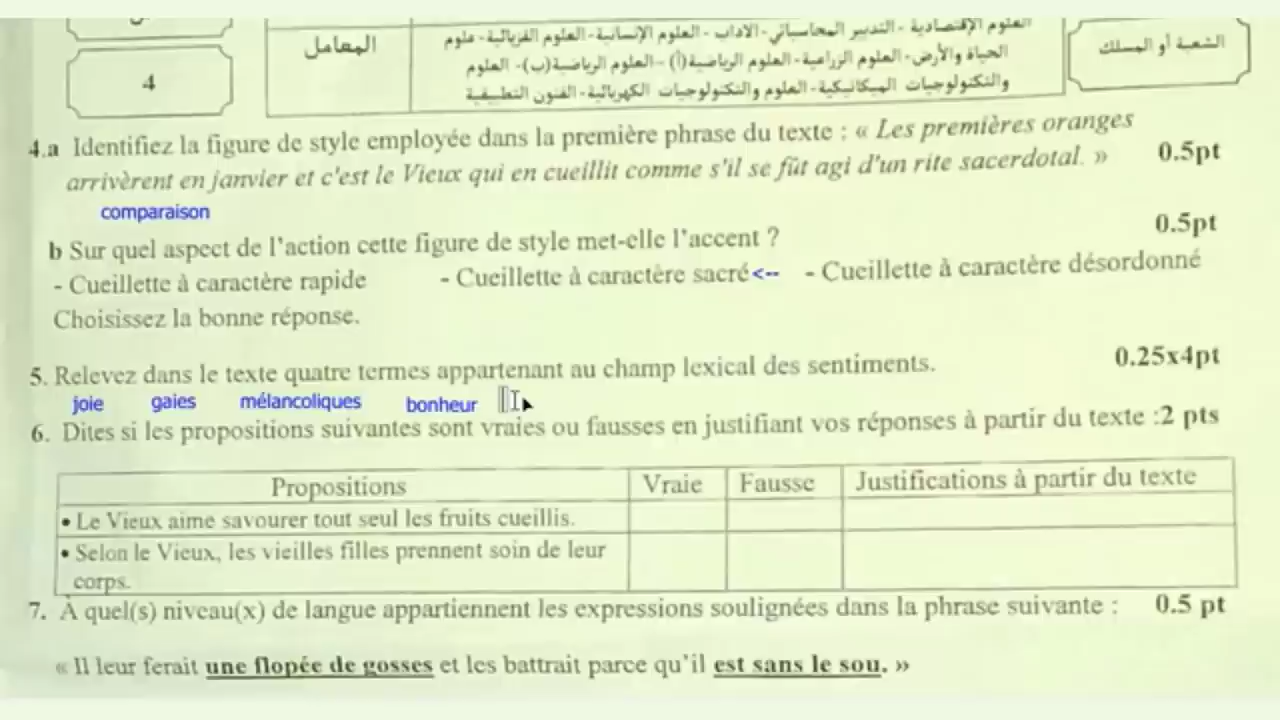 الشعبة أو المسلك
العلوم الإقتصادية - التدبير المحاسباتي - الآداب - العلوم الإنسانية - العلوم الفزيائية - علوم
الحياة والأرض - العلوم الزراعية - العلوم الرياضية (أ) - العلوم الرياضية (ب) - العلوم
والتكنولوجيات الميكانيكية - العلوم والتكنولوجيات الكهربائية - الفنون التطبيقية
المعامل
4
4.a Identifiez la figure de style employée dans la première phrase du texte : « Les premières oranges
arrivèrent en janvier et c'est le Vieux qui en cueillit comme s'il se fût agi d'un rite sacerdotal. » 0.5pt
comparaison
b Sur quel aspect de l'action cette figure de style met-elle l'accent ? 0.5pt
- Cueillette à caractère rapide - Cueillette à caractère sacré <-- - Cueillette à caractère désordonné
Choisissez la bonne réponse.
5. Relevez dans le texte quatre termes appartenant au champ lexical des sentiments. 0.25x4pt
joie gaies mélancoliques bonheur
6. Dites si les propositions suivantes sont vraies ou fausses en justifiant vos réponses à partir du texte :2 pts
Propositions Vraie Fausse Justifications à partir du texte
• Le Vieux aime savourer tout seul les fruits cueillis.
• Selon le Vieux, les vieilles filles prennent soin de leur
corps.
7. À quel(s) niveau(x) de langue appartiennent les expressions soulignées dans la phrase suivante : 0.5 pt
« Il leur ferait une flopée de gosses et les battrait parce qu'il est sans le sou. »